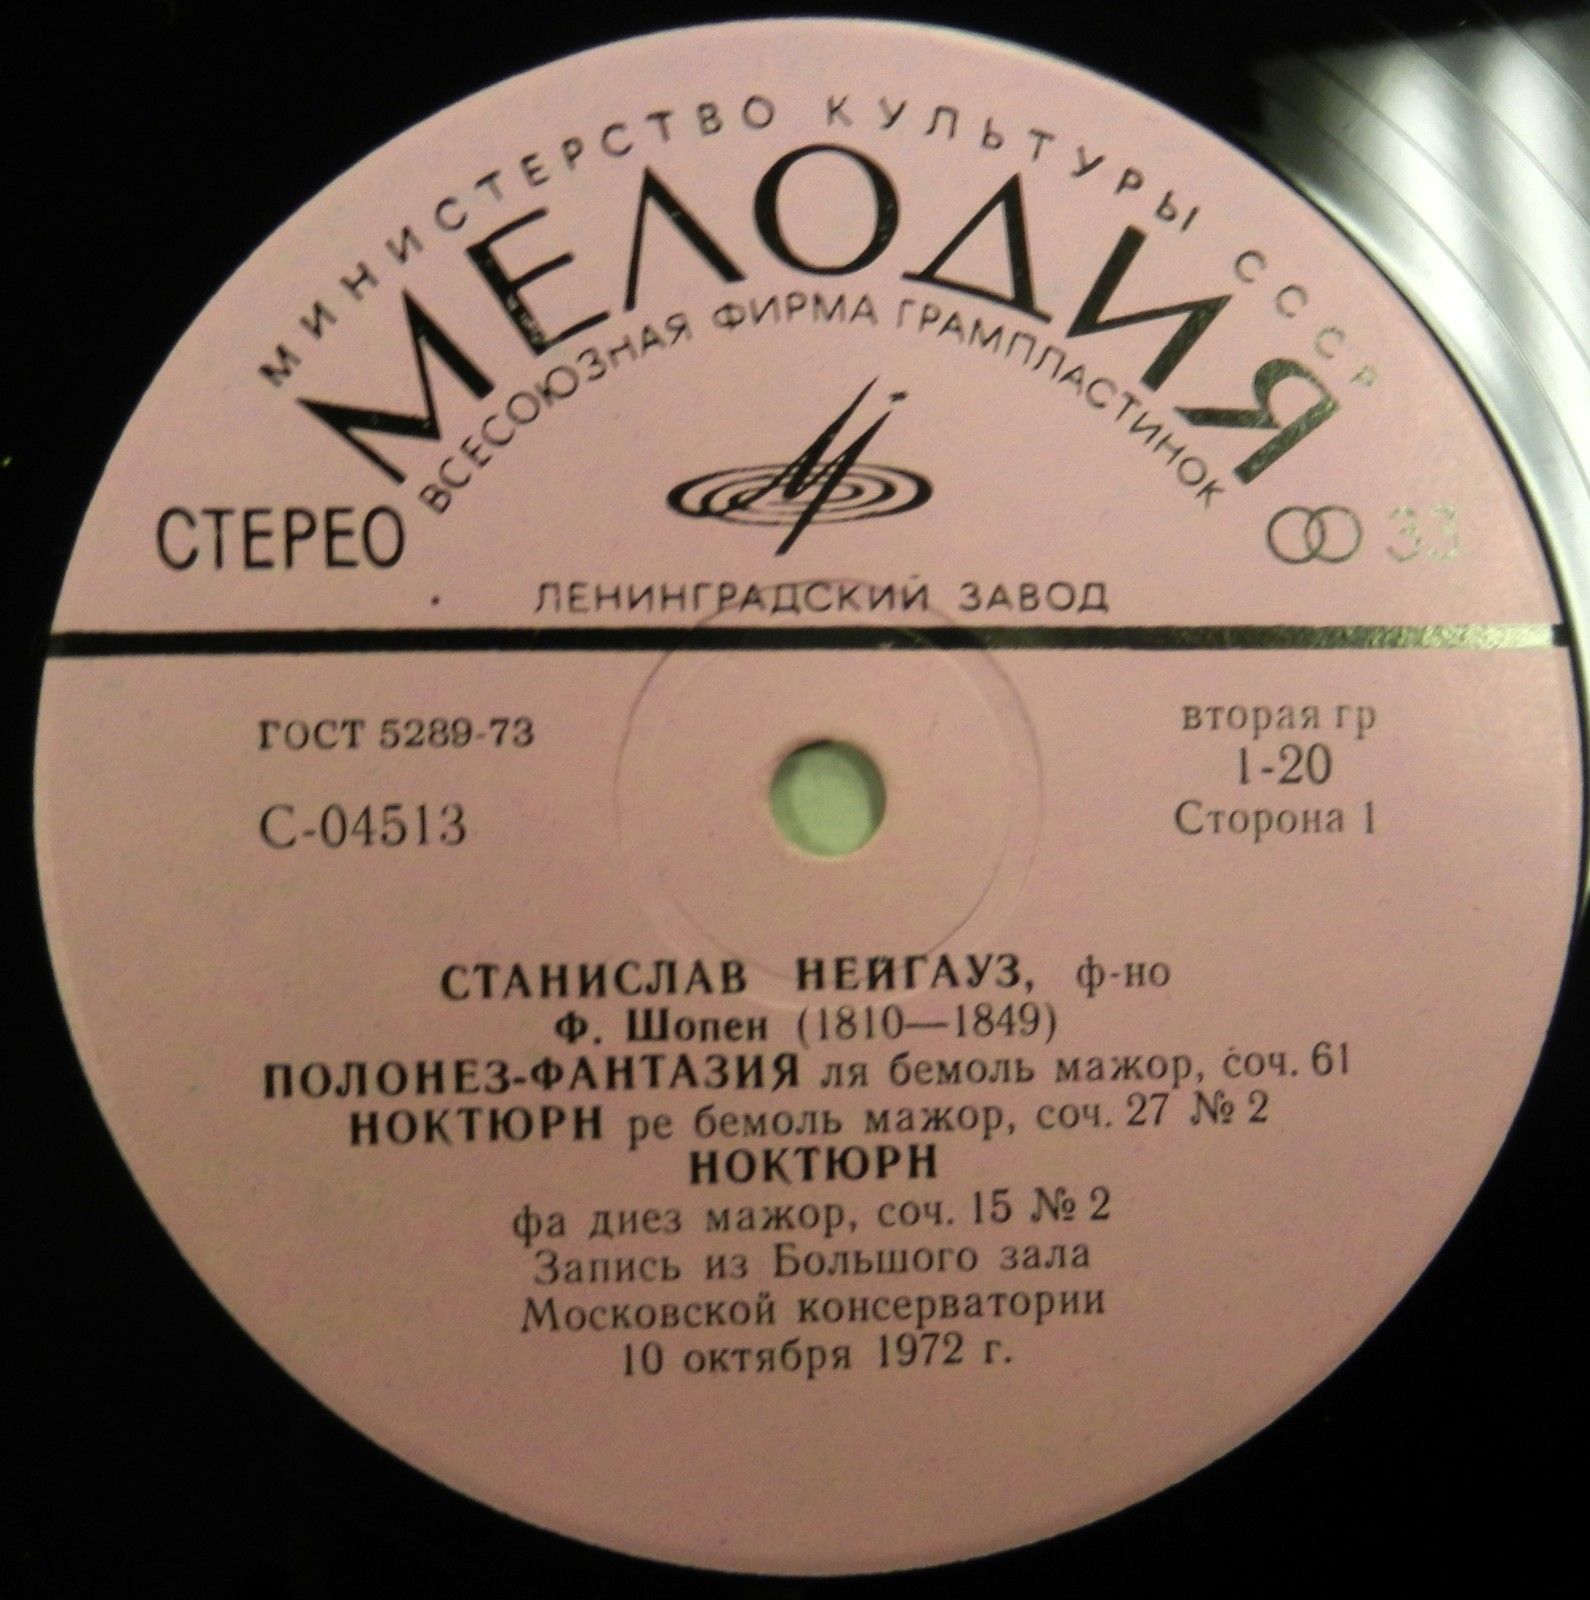 МИНИСТЕРСТВО КУЛЬТУРЫ СССР
МЕЛОДИЯ
ВСЕСОЮЗНАЯ ФИРМА ГРАМПЛАСТИНОК
СТЕРЕО
33
ЛЕНИНГРАДСКИЙ ЗАВОД
ГОСТ 5289-73
С-04513
вторая гр
1-20
Сторона 1
СТАНИСЛАВ НЕЙГАУЗ, ф-но
Ф. Шопен (1810—1849)
ПОЛОНЕЗ-ФАНТАЗИЯ ля бемоль мажор, соч. 61
НОКТЮРН ре бемоль мажор, соч. 27 № 2
НОКТЮРН
фа диез мажор, соч. 15 № 2
Запись из Большого зала
Московской консерватории
10 октября 1972 г.